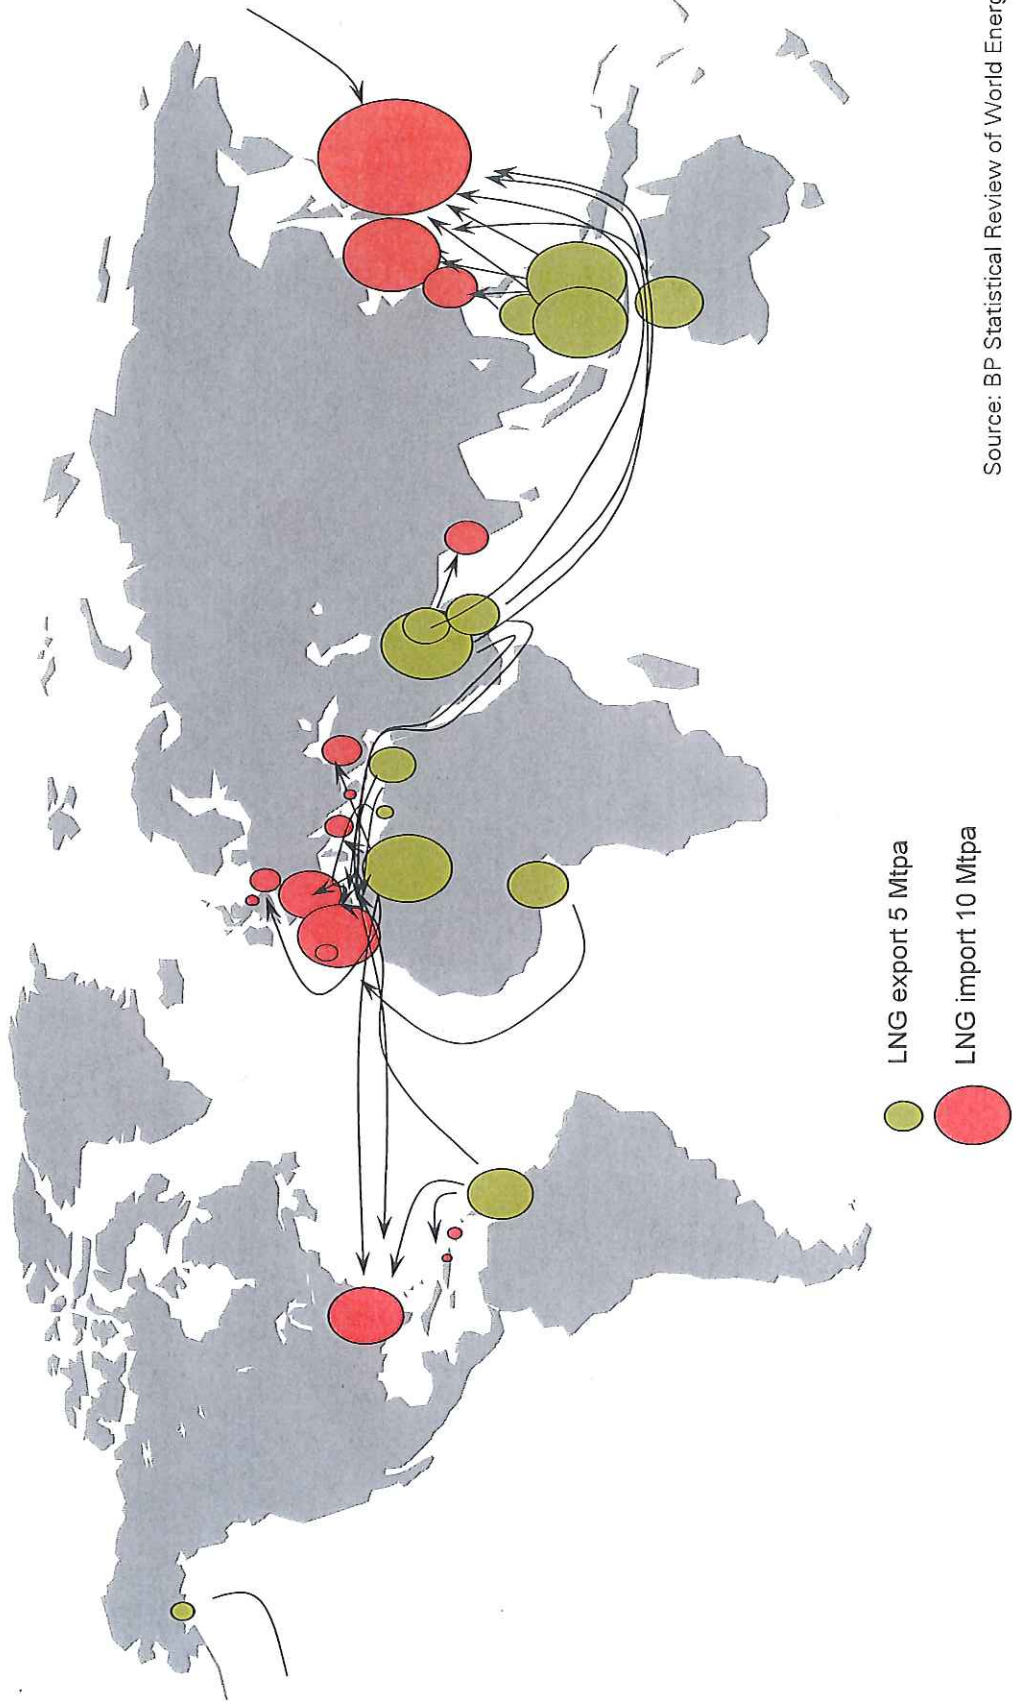 LNG export 5 Mtpa
LNG import 10 Mtpa
Source: BP Statistical Review of World Energ